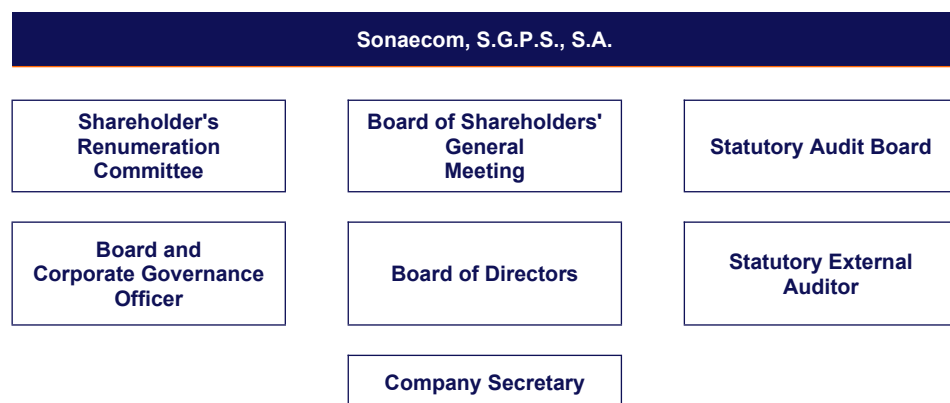 Sonaecom, S.G.P.S., S.A.
Shareholder's
Renumeration
Committee
Board of Shareholders'
General
Meeting
Statutory Audit Board
Board and
Corporate Governance
Officer
Board of Directors
Statutory External
Auditor
Company Secretary